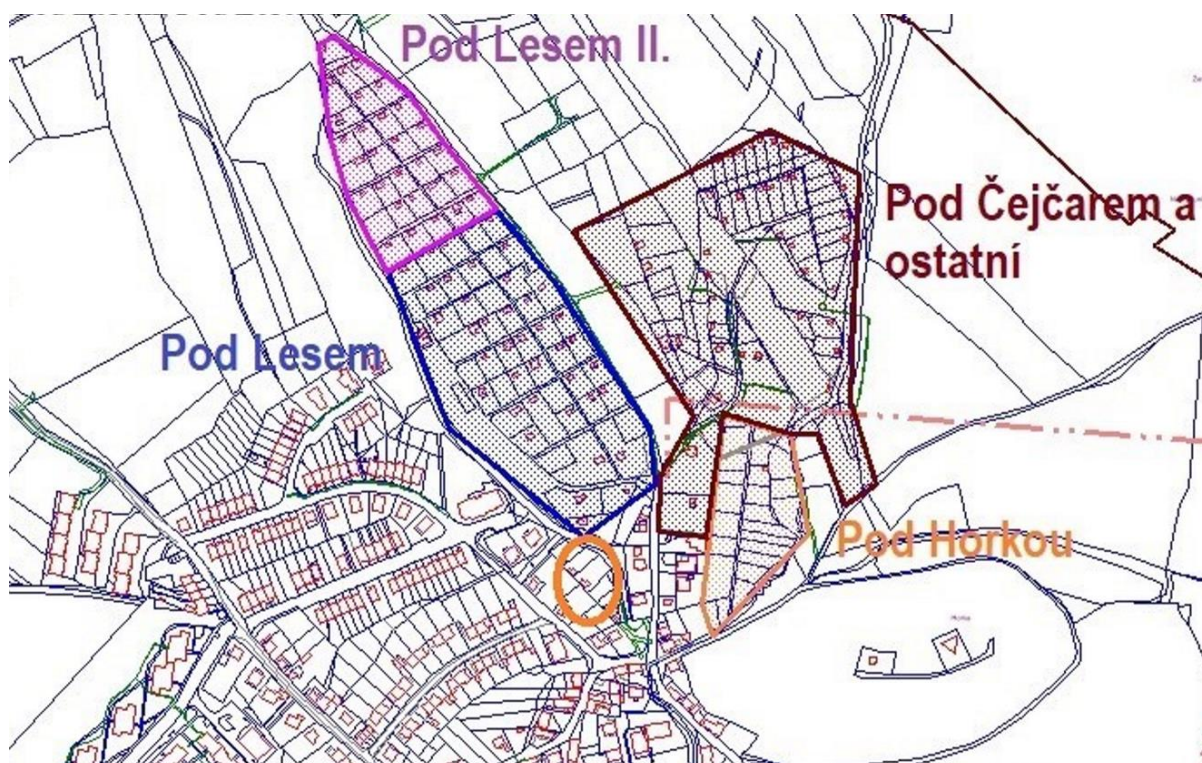 Pod Lesem II.
Pod Čejčarem a
ostatní
Pod Lesem
Pod Horkou